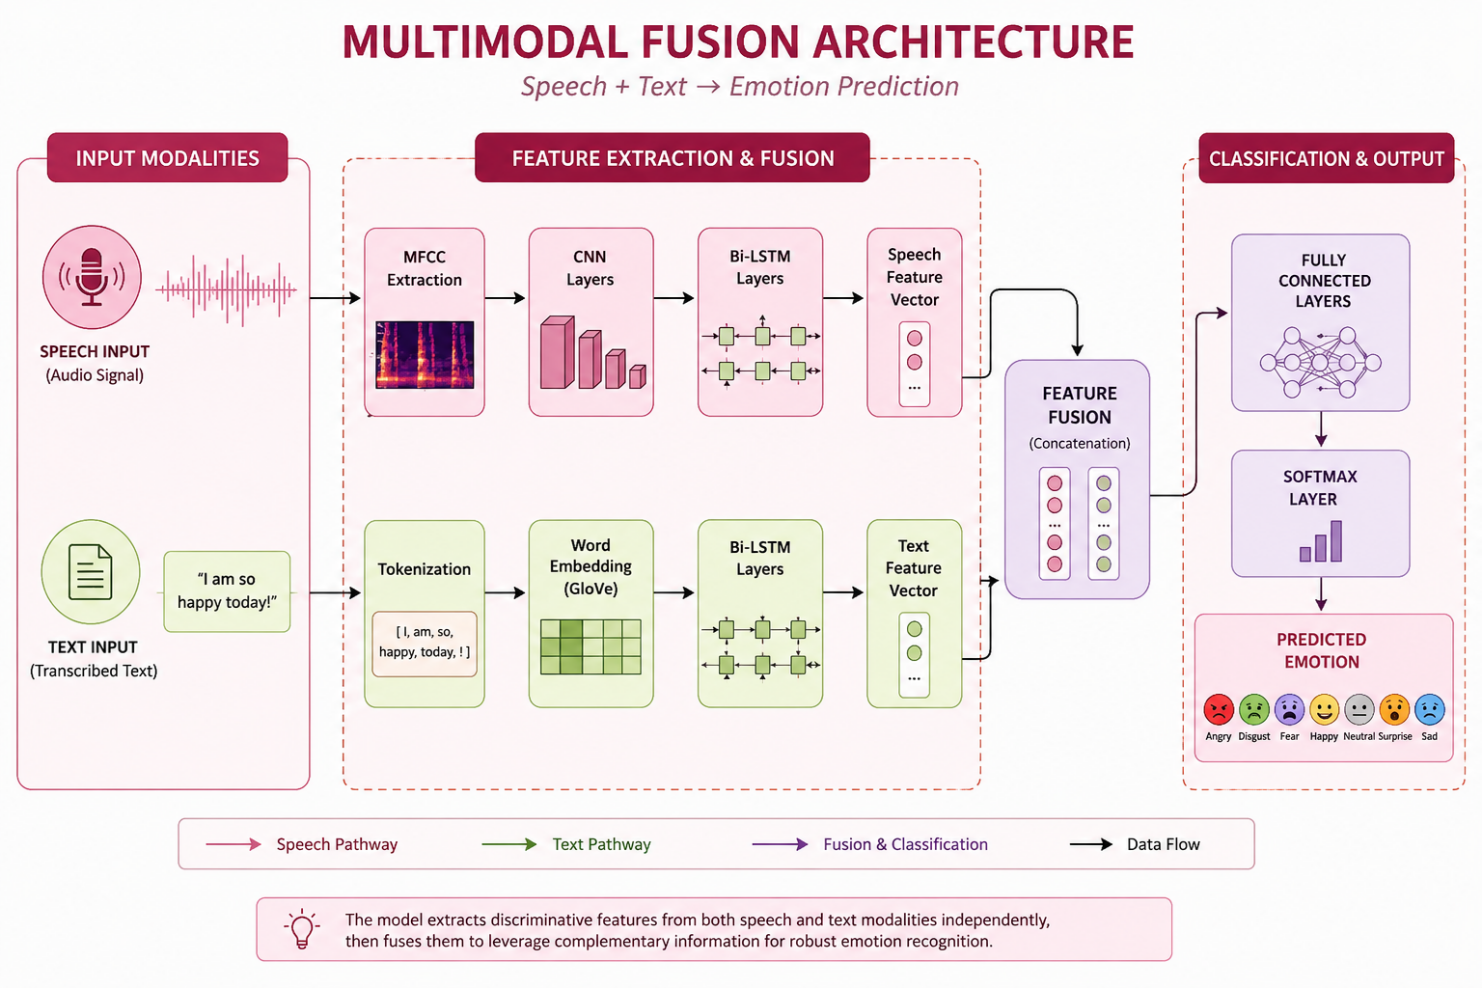 MULTIMODAL FUSION ARCHITECTURE
Speech + Text → Emotion Prediction
INPUT MODALITIES
SPEECH INPUT
(Audio Signal)
TEXT INPUT
(Transcribed Text)
“I am so
happy today!”
FEATURE EXTRACTION & FUSION
MFCC
Extraction
CNN
Layers
Bi-LSTM
Layers
Speech
Feature
Vector
...
Tokenization
[ I, am, so,
happy, today, ! ]
Word
Embedding
(GloVe)
Bi-LSTM
Layers
Text
Feature
Vector
...
FEATURE
FUSION
(Concatenation)
... ...
CLASSIFICATION & OUTPUT
FULLY
CONNECTED
LAYERS
SOFTMAX
LAYER
PREDICTED
EMOTION
Angry Disgust Fear Happy Neutral Surprise Sad
Speech Pathway
Text Pathway
Fusion & Classification
Data Flow
The model extracts discriminative features from both speech and text modalities independently,
then fuses them to leverage complementary information for robust emotion recognition.